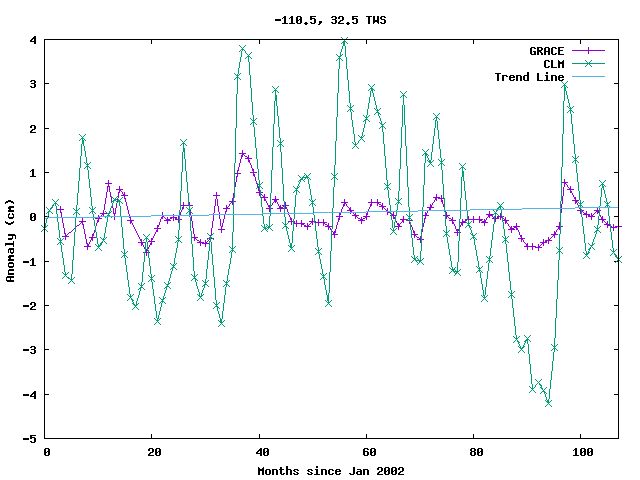 -110.5, 32.5 TWS
GRACE
CLM
Trend Line
Anomaly (cm)
4
3
2
1
0
-1
-2
-3
-4
-5
0 20 40 60 80 100
Months since Jan 2002